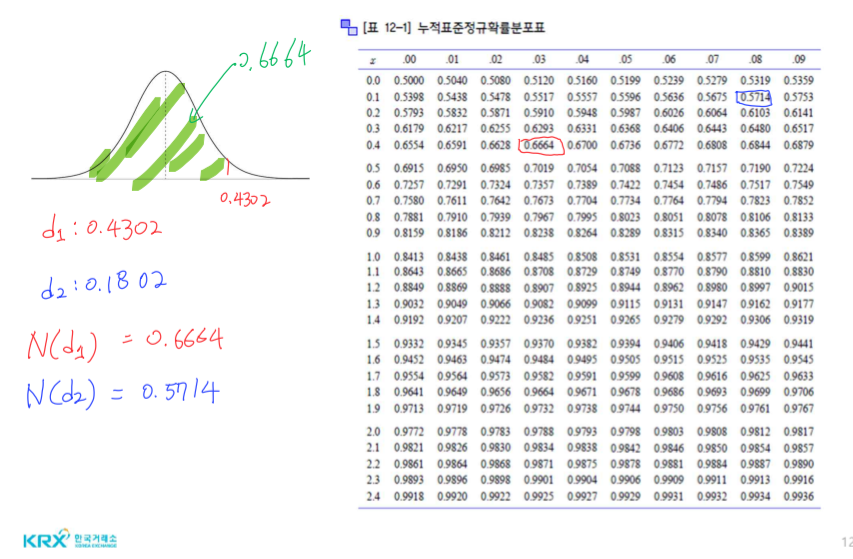 [표 12-1] 누적표준정규확률분포표
0.6664
0.4302
d1 : 0.4302
d2 : 0.1802
N(d1) = 0.6664
N(d2) = 0.5714
x .00 .01 .02 .03 .04 .05 .06 .07 .08 .09
0.0 0.5000 0.5040 0.5080 0.5120 0.5160 0.5199 0.5239 0.5279 0.5319 0.5359
0.1 0.5398 0.5438 0.5478 0.5517 0.5557 0.5596 0.5636 0.5675 0.5714 0.5753
0.2 0.5793 0.5832 0.5871 0.5910 0.5948 0.5987 0.6026 0.6064 0.6103 0.6141
0.3 0.6179 0.6217 0.6255 0.6293 0.6331 0.6368 0.6406 0.6443 0.6480 0.6517
0.4 0.6554 0.6591 0.6628 0.6664 0.6700 0.6736 0.6772 0.6808 0.6844 0.6879
0.5 0.6915 0.6950 0.6985 0.7019 0.7054 0.7088 0.7123 0.7157 0.7190 0.7224
0.6 0.7257 0.7291 0.7324 0.7357 0.7389 0.7422 0.7454 0.7486 0.7517 0.7549
0.7 0.7580 0.7611 0.7642 0.7673 0.7704 0.7734 0.7764 0.7794 0.7823 0.7852
0.8 0.7881 0.7910 0.7939 0.7967 0.7995 0.8023 0.8051 0.8078 0.8106 0.8133
0.9 0.8159 0.8186 0.8212 0.8238 0.8264 0.8289 0.8315 0.8340 0.8365 0.8389
1.0 0.8413 0.8438 0.8461 0.8485 0.8508 0.8531 0.8554 0.8577 0.8599 0.8621
1.1 0.8643 0.8665 0.8686 0.8708 0.8729 0.8749 0.8770 0.8790 0.8810 0.8830
1.2 0.8849 0.8869 0.8888 0.8907 0.8925 0.8944 0.8962 0.8980 0.8997 0.9015
1.3 0.9032 0.9049 0.9066 0.9082 0.9099 0.9115 0.9131 0.9147 0.9162 0.9177
1.4 0.9192 0.9207 0.9222 0.9236 0.9251 0.9265 0.9279 0.9292 0.9306 0.9319
1.5 0.9332 0.9345 0.9357 0.9370 0.9382 0.9394 0.9406 0.9418 0.9429 0.9441
1.6 0.9452 0.9463 0.9474 0.9484 0.9495 0.9505 0.9515 0.9525 0.9535 0.9545
1.7 0.9554 0.9564 0.9573 0.9582 0.9591 0.9599 0.9608 0.9616 0.9625 0.9633
1.8 0.9641 0.9649 0.9656 0.9664 0.9671 0.9678 0.9686 0.9693 0.9699 0.9706
1.9 0.9713 0.9719 0.9726 0.9732 0.9738 0.9744 0.9750 0.9756 0.9761 0.9767
2.0 0.9772 0.9778 0.9783 0.9788 0.9793 0.9798 0.9803 0.9808 0.9812 0.9817
2.1 0.9821 0.9826 0.9830 0.9834 0.9838 0.9842 0.9846 0.9850 0.9854 0.9857
2.2 0.9861 0.9864 0.9868 0.9871 0.9875 0.9878 0.9881 0.9884 0.9887 0.9890
2.3 0.9893 0.9896 0.9898 0.9901 0.9904 0.9906 0.9909 0.9911 0.9913 0.9916
2.4 0.9918 0.9920 0.9922 0.9925 0.9927 0.9929 0.9931 0.9932 0.9934 0.9936
KRX 한국거래소
KOREA EXCHANGE
12